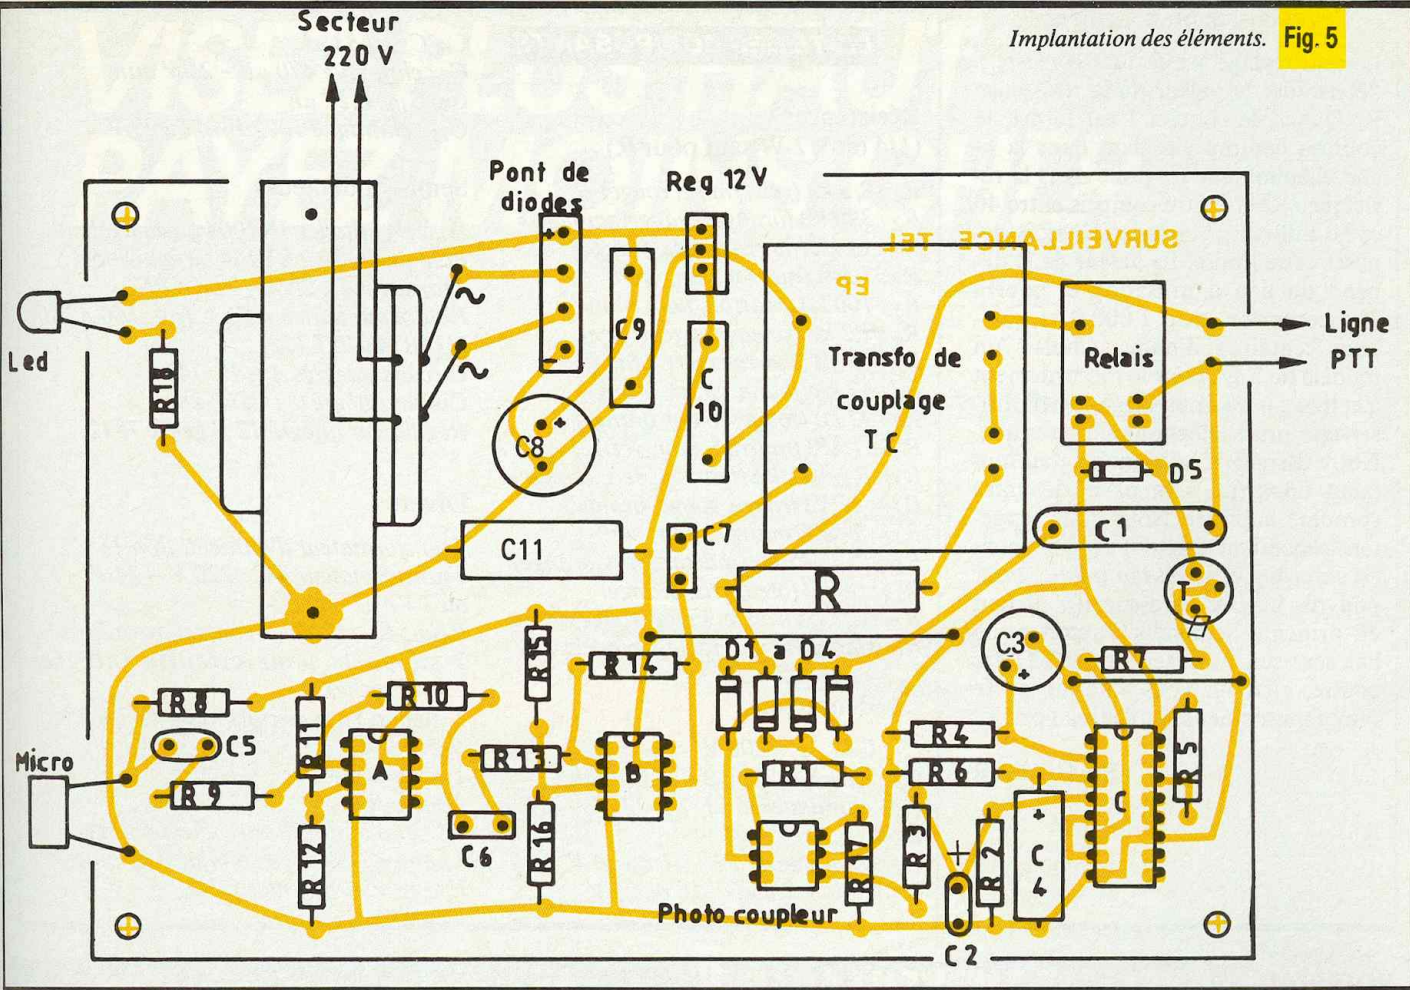 Secteur
220 V
Implantation des éléments. Fig. 5
Pont de
diodes
Reg 12V
SURVEILLANCE TEL
EP
+
C9
Led
R18
-
C8
+
C
10
Transfo de
couplage
TC
Relais
Ligne
PTT
D5
C11
C7
C1
R
T
R15
R14
D1 à D4
C3
+
R7
R8
R10
R11
C5
A
R13
B
R4
R5
Micro
R9
R1
R6
C
C6
R12
R16
R17
R3
+
R2
+
C
4
Photo coupleur
C2